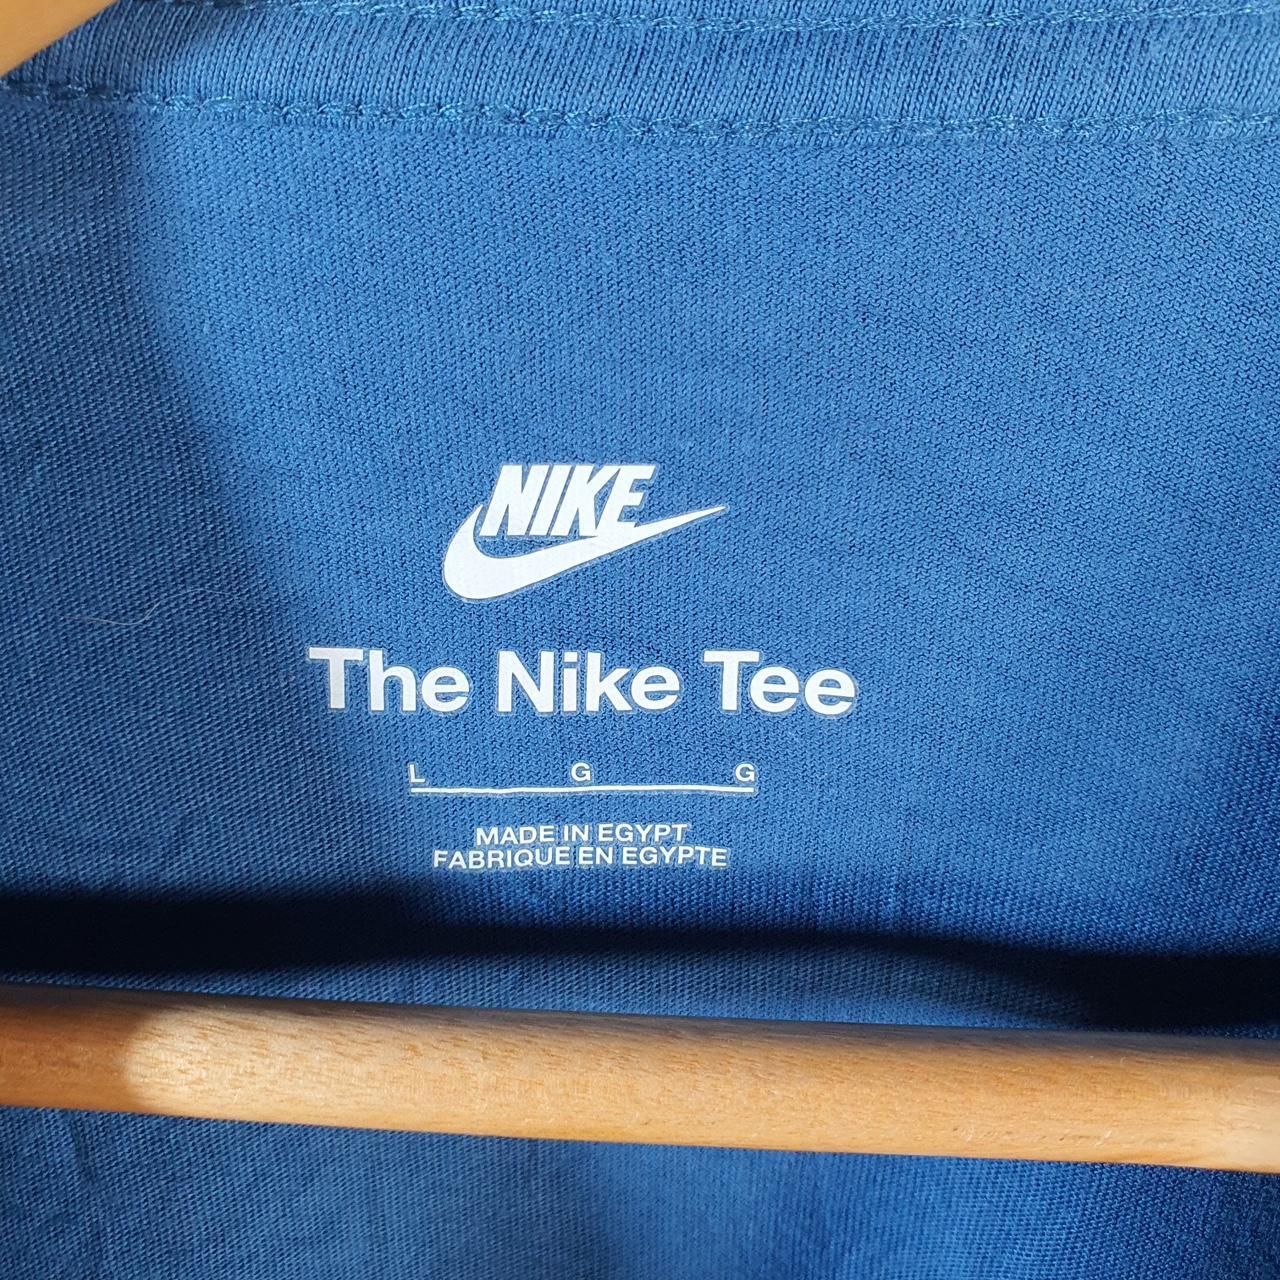 NIKE
The Nike Tee
L G G
MADE IN EGYPT
FABRIQUE EN EGYPTE